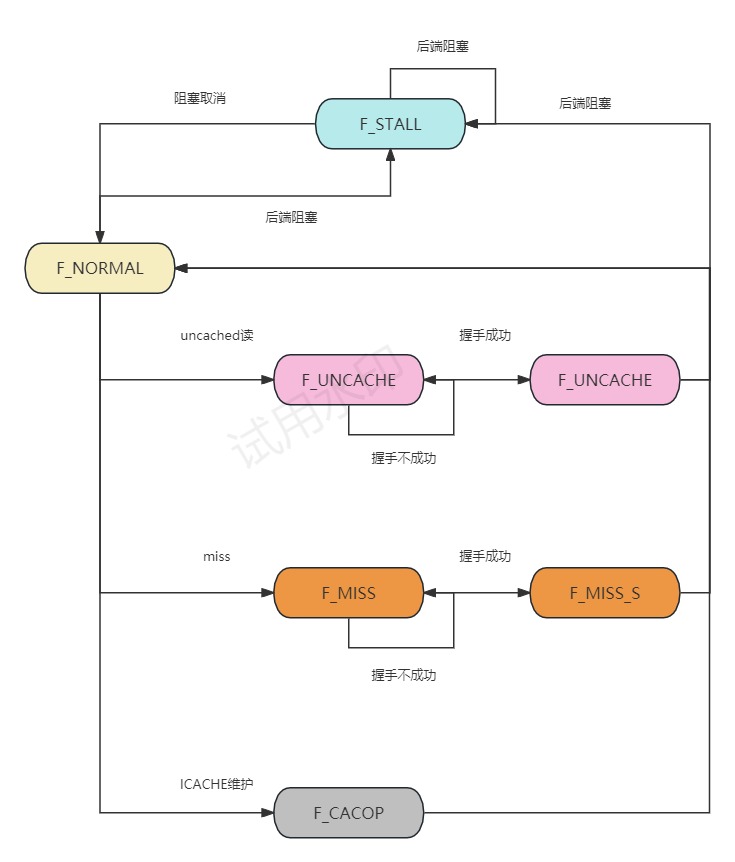 后端阻塞
阻塞取消
后端阻塞
F_STALL
后端阻塞
F_NORMAL
uncached读
握手成功
F_UNCACHE
F_UNCACHE
试用水印
握手不成功
miss
握手成功
F_MISS
F_MISS_S
握手不成功
ICACHE维护
F_CACOP